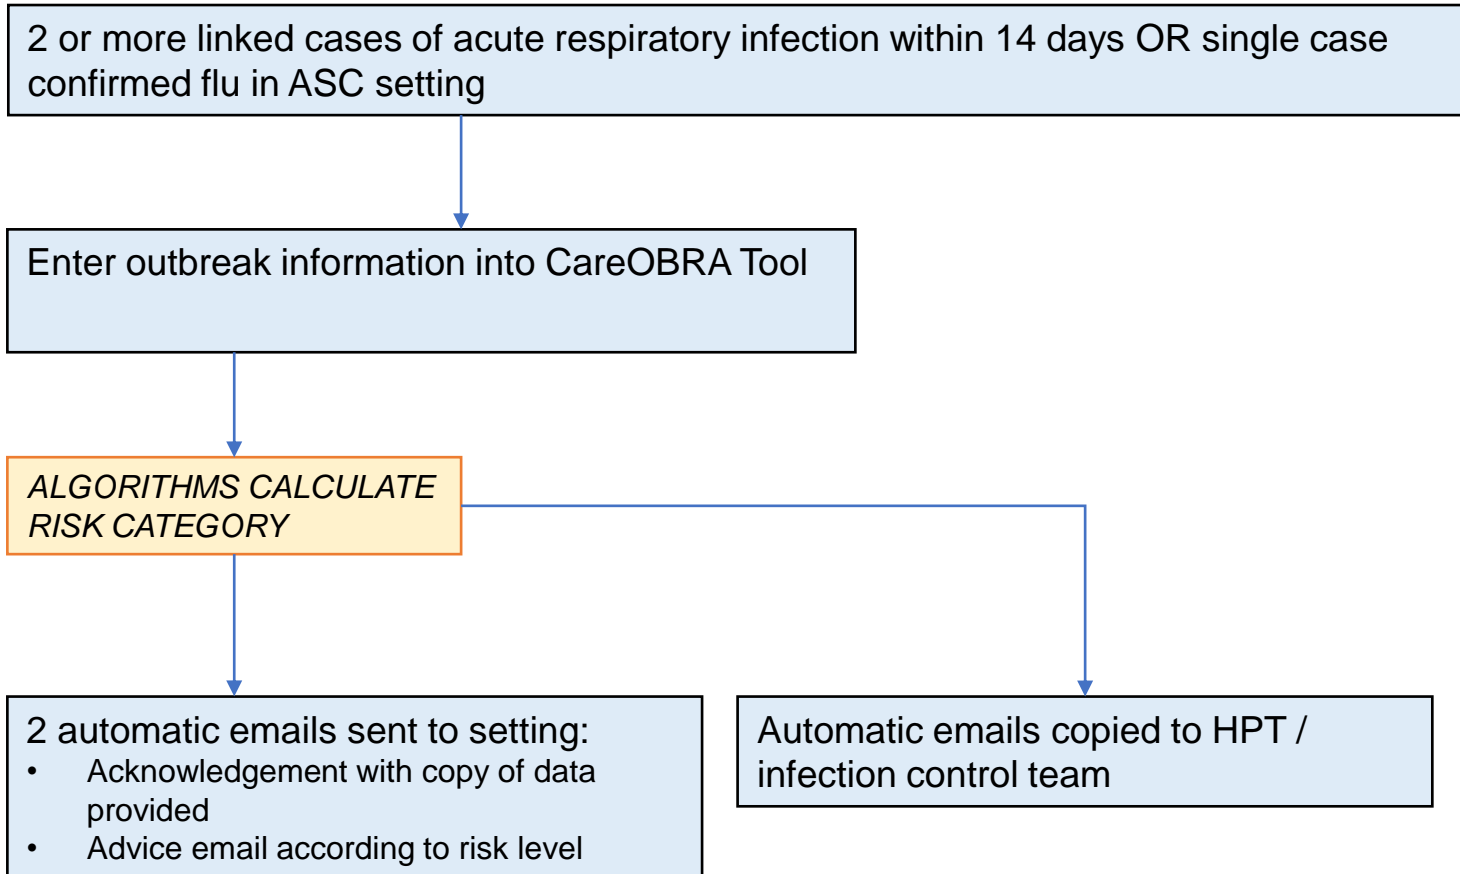 2 or more linked cases of acute respiratory infection within 14 days OR single case
confirmed flu in ASC setting
Enter outbreak information into CareOBRA Tool
ALGORITHMS CALCULATE
RISK CATEGORY
2 automatic emails sent to setting:
• Acknowledgement with copy of data
provided
• Advice email according to risk level
Automatic emails copied to HPT /
infection control team